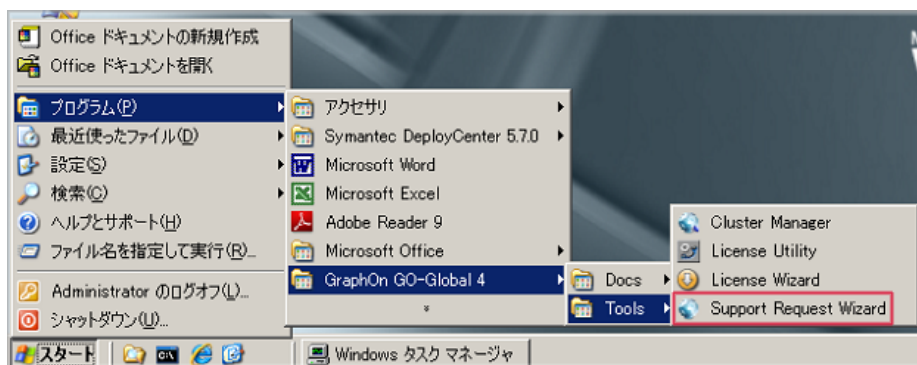 Office ドキュメントの新規作成
Office ドキュメントを開く
プログラム(P)
最近使ったファイル(D)
設定(S)
検索(C)
ヘルプとサポート(H)
ファイル名を指定して実行(R)...
Administrator のログオフ(L)...
シャットダウン(U)...
アクセサリ
Symantec DeployCenter 5.7.0
Microsoft Word
Microsoft Excel
Adobe Reader 9
Microsoft Office
GraphOn GO-Global 4
Docs
Tools
Cluster Manager
License Utility
License Wizard
Support Request Wizard
スタート
Windows タスク マネージャ